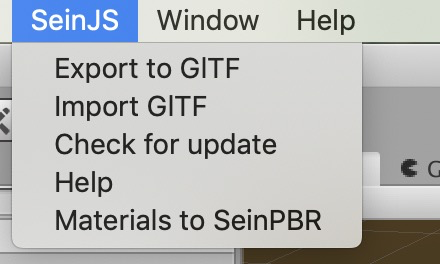 SeinJS Window Help
Export to GlTF
Import GlTF
Check for update
Help
Materials to SeinPBR